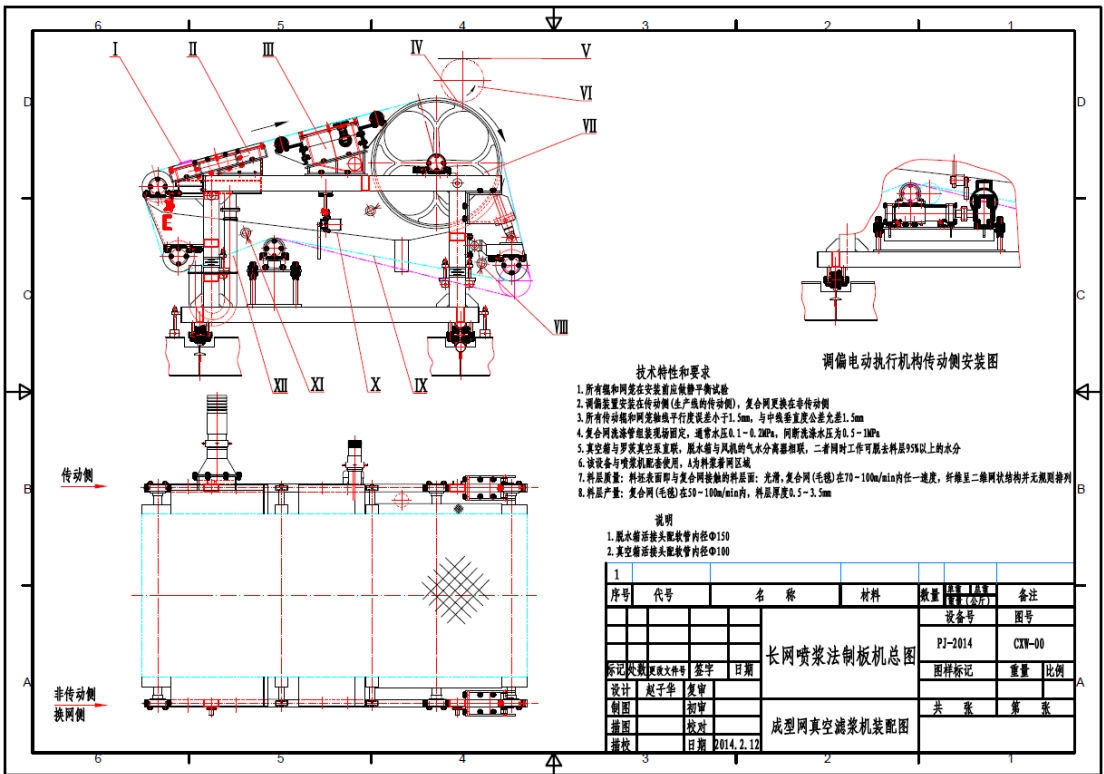 6 5 4 3 2 1
I II III IV V
VI
VII
D D
E
C C
VIII
XII XI X IX
调偏电动执行机构传动侧安装图
技术特性和要求
1.所有辊和网笼在安装前应做静平衡试验
2.调偏装置安装在传动侧(生产线的传动侧), 复合网更换在非传动侧
3.所有传动辊和网笼轴线平行度误差小于1.5mm, 与中线垂直度公差允差1.5mm
4.复合网洗涤管组装现场固定, 通常水压0.1-0.2MPa, 间断洗涤水压为0.5-1MPa
5.真空箱与罗茨真空泵直联, 脱水箱与风机的气水分离器相联, 二者同时工作可脱去料层95%以上的水分
6.该设备与喷浆机配套使用, A为料浆着网区域
7.料层质量: 料坯表面即与复合网接触的料层面: 光滑, 复合网(毛毯)在70-100m/min内任一速度, 纤维呈二维网状结构并无规则排列
8.料层产量: 复合网(毛毯)在50-100m/min内, 料层厚度0.5-3.5mm
说明
1.脱水箱活接头配软管内径Φ150
2.真空箱活接头配软管内径Φ100
传动侧
B B
非传动侧
换网侧
A A
1
序号 代号 名 称 材料 数量 单重 总重 备注
重量(公斤)
设备号 图号
PJ-2014 CXW-00
长网喷浆法制板机总图
标记 处数 更改文件号 签字 日期
图样标记 重量 比例
设计 赵子华 复审
制图 初审
共 张 第 张
描图 校对
成型网真空滤浆机装配图
描校 日期 2014.2.12
6 5 4 3 2 1